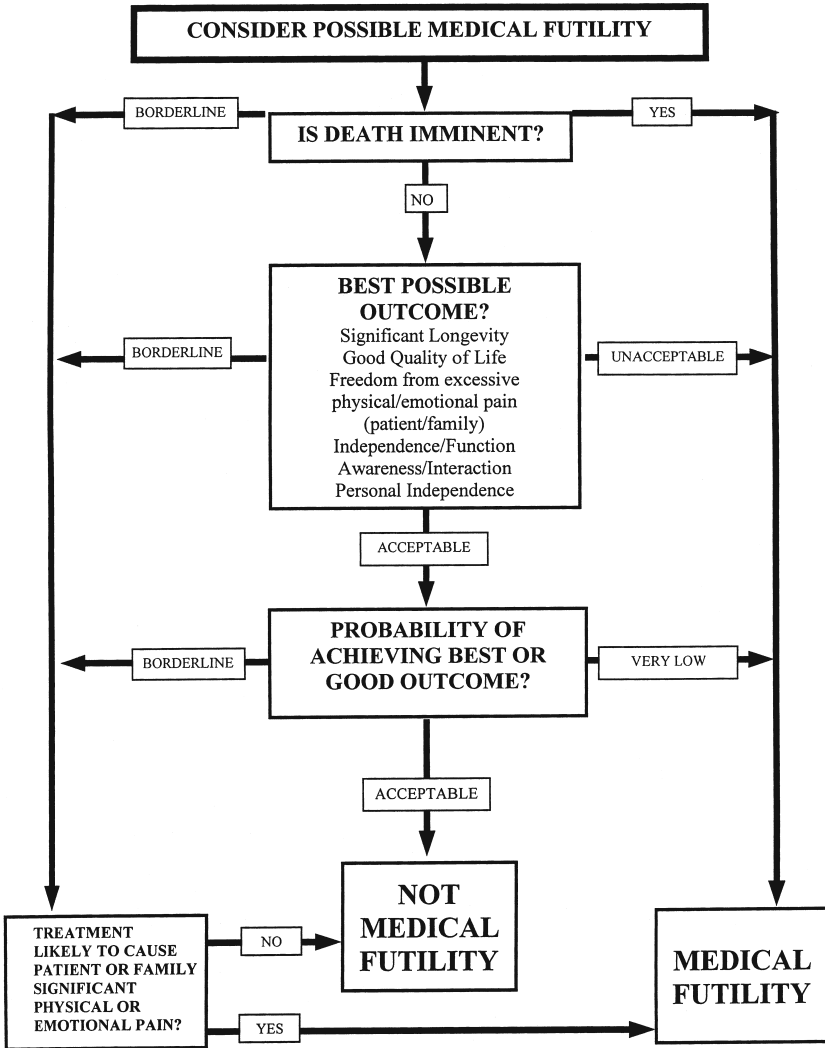 CONSIDER POSSIBLE MEDICAL FUTILITY
BORDERLINE
YES
IS DEATH IMMINENT?
NO
BEST POSSIBLE
OUTCOME?
Significant Longevity
Good Quality of Life
Freedom from excessive
physical/emotional pain
(patient/family)
Independence/Function
Awareness/Interaction
Personal Independence
BORDERLINE
UNACCEPTABLE
ACCEPTABLE
PROBABILITY OF
ACHIEVING BEST OR
GOOD OUTCOME?
BORDERLINE
VERY LOW
ACCEPTABLE
NOT
MEDICAL
FUTILITY
TREATMENT
LIKELY TO CAUSE
PATIENT OR FAMILY
SIGNIFICANT
PHYSICAL OR
EMOTIONAL PAIN?
NO
YES
MEDICAL
FUTILITY